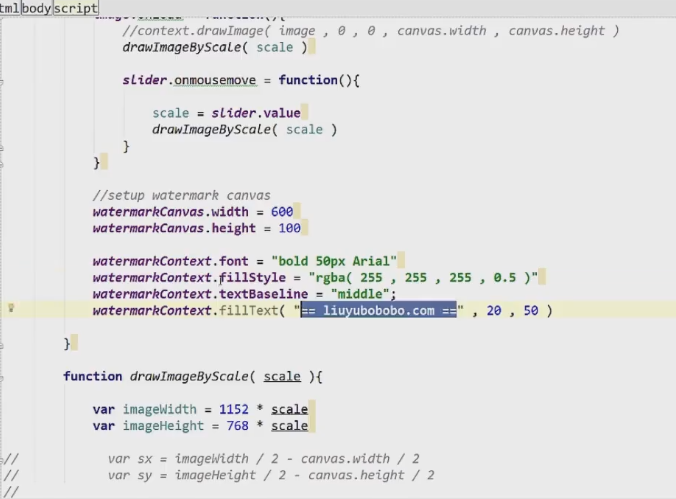 tml body script
image.onload = function(){
//context.drawImage( image , 0 , 0 , canvas.width , canvas.height )
drawImageByScale( scale )
slider.onmousemove = function(){
scale = slider.value
drawImageByScale( scale )
}
}
//setup watermark canvas
watermarkCanvas.width = 600
watermarkCanvas.height = 100
watermarkContext.font = "bold 50px Arial"
watermarkContext.fillStyle = "rgba( 255 , 255 , 255 , 0.5 )"
watermarkContext.textBaseline = "middle";
watermarkContext.fillText( "== liuyubobobo.com ==" , 20 , 50 )
}
function drawImageByScale( scale ){
var imageWidth = 1152 * scale
var imageHeight = 768 * scale
// var sx = imageWidth / 2 - canvas.width / 2
// var sy = imageHeight / 2 - canvas.height / 2
//